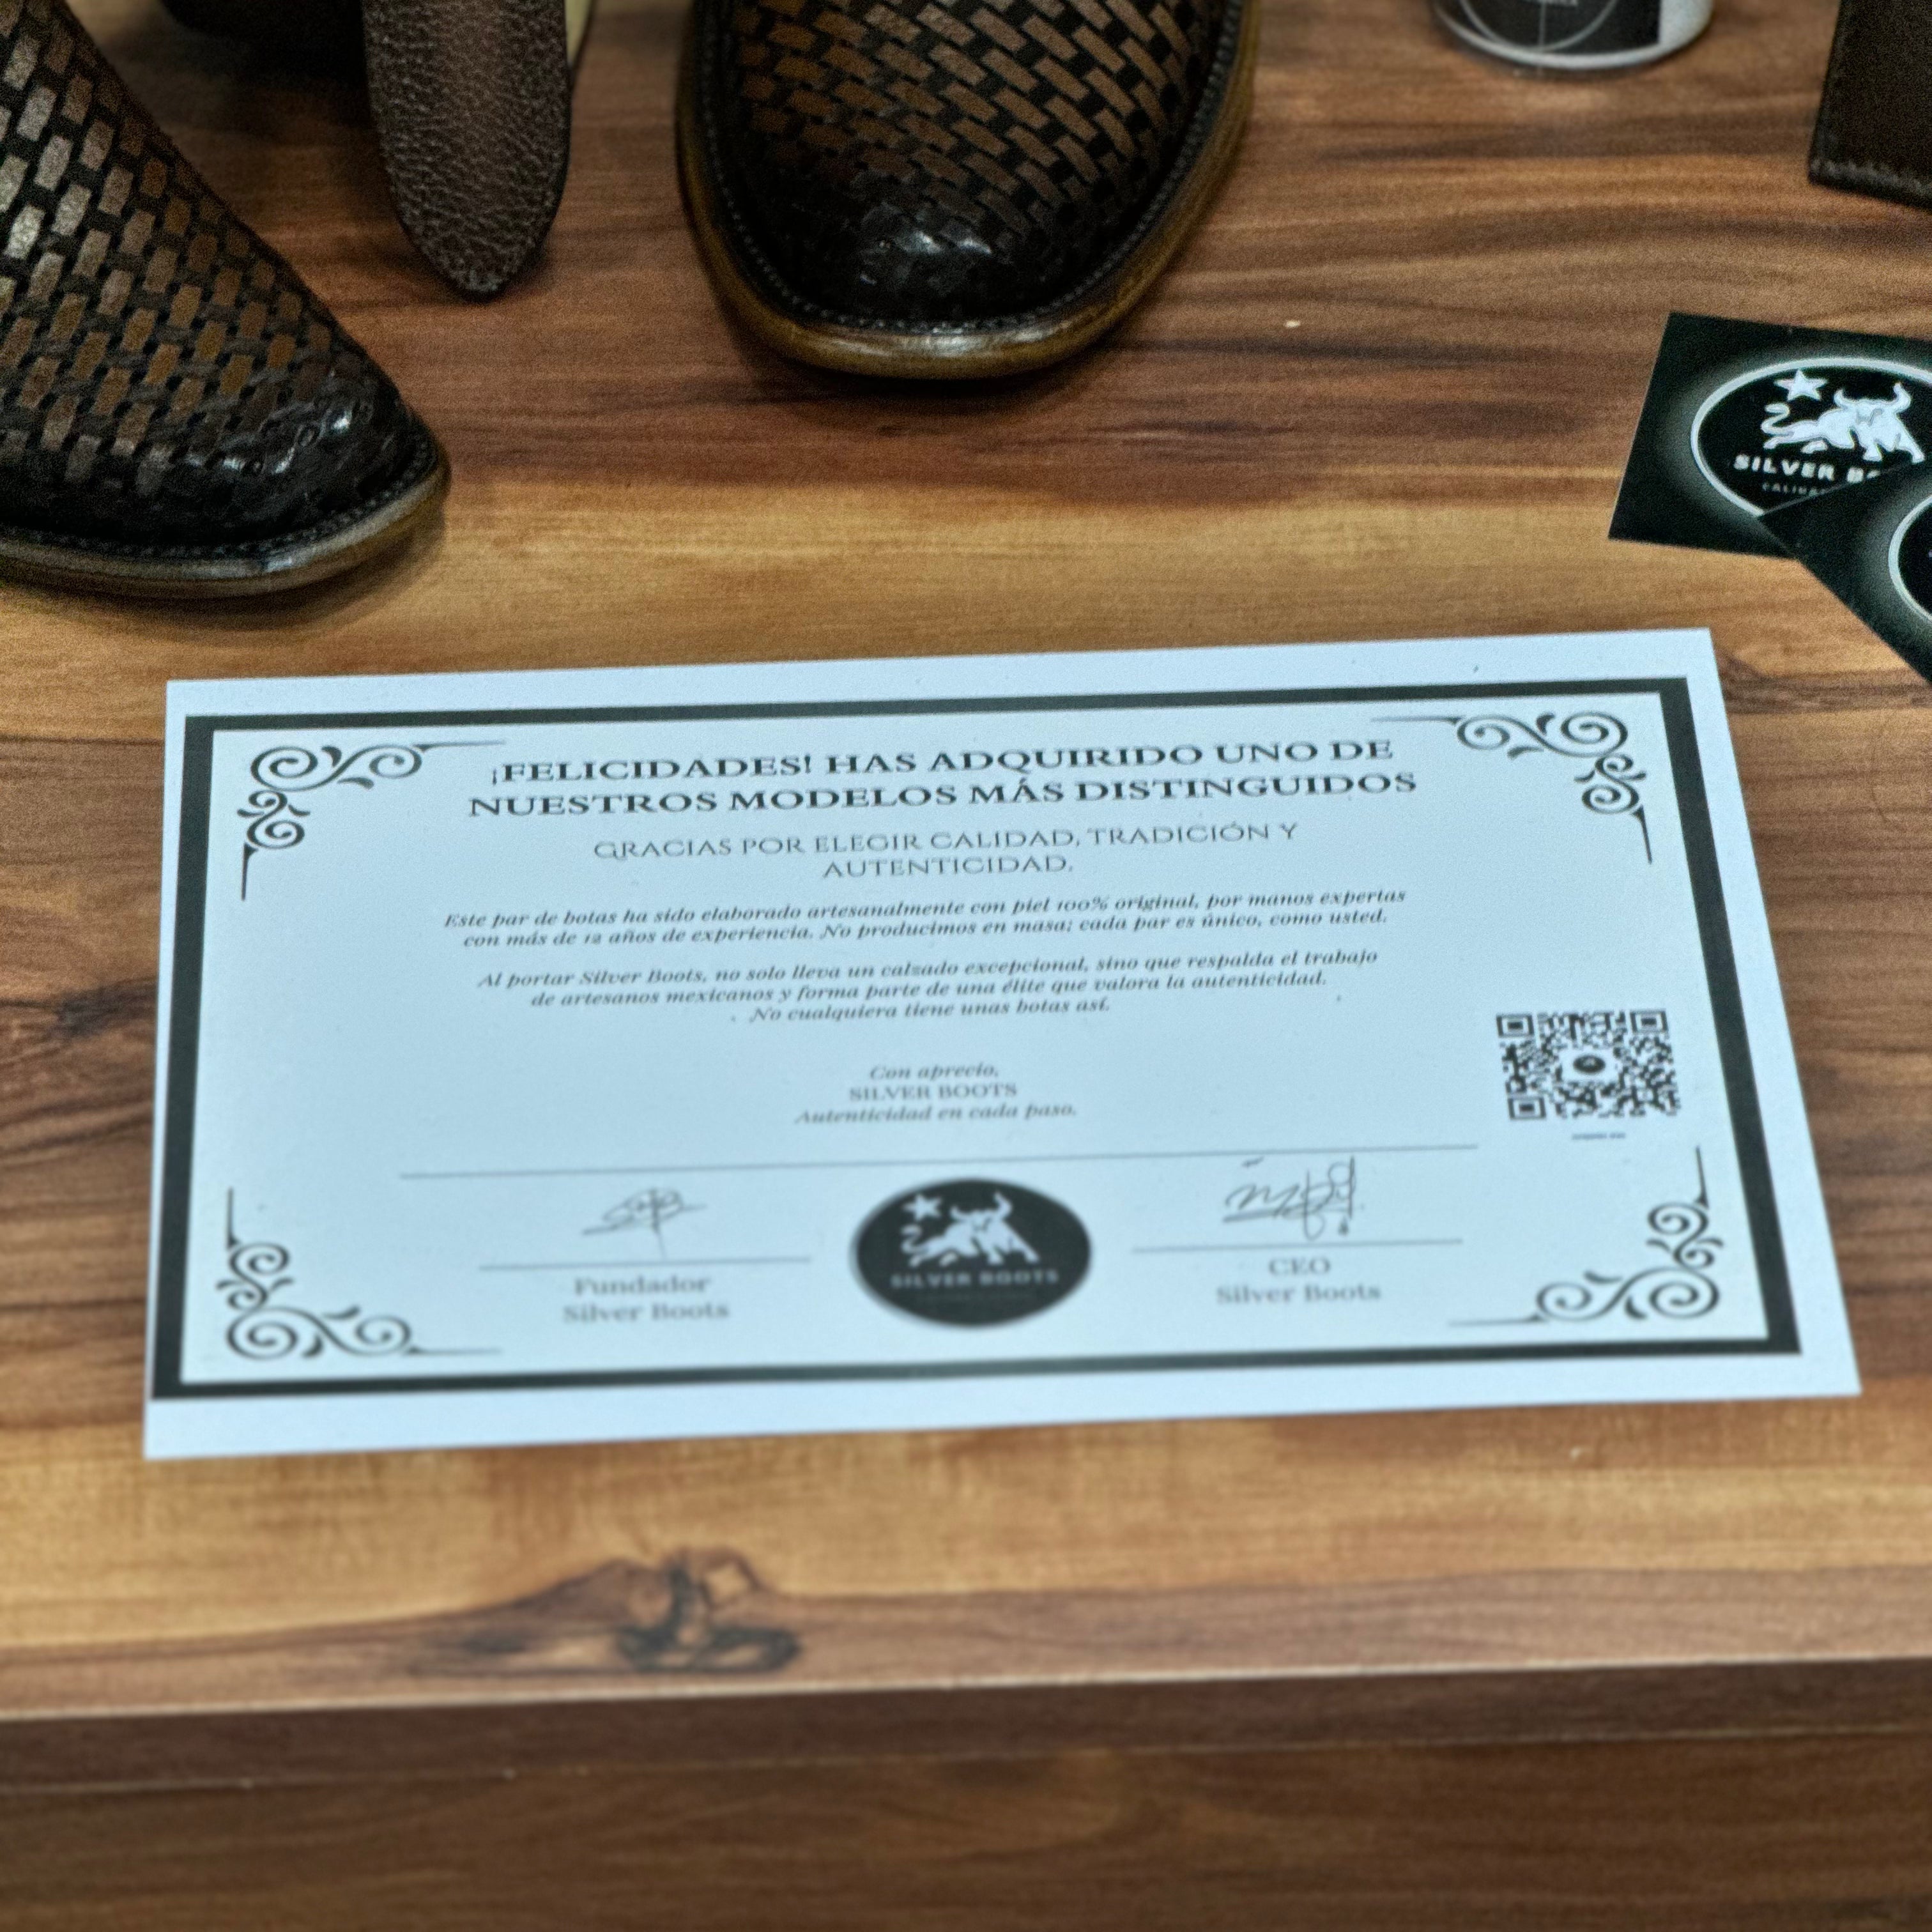 SILVER
¡FELICIDADES! HAS ADQUIRIDO UNO DE
NUESTROS MODELOS MÁS DISTINGUIDOS
GRACIAS POR ELEGIR CALIDAD, TRADICIÓN Y
AUTENTICIDAD.
Este par de botas ha sido elaborado artesanalmente con piel 100% original, por manos expertas
con más de 12 años de experiencia. No producimos en masa; cada par es único, como usted.
Al portar Silver Boots, no solo lleva un calzado excepcional, sino que respalda el trabajo
de artesanos mexicanos y forma parte de una élite que valora la autenticidad.
No cualquiera tiene unas botas así.
Con aprecio,
SILVER BOOTS
Autenticidad en cada paso.
SILVER BOOTS
Fundador
Silver Boots
CEO
Silver Boots